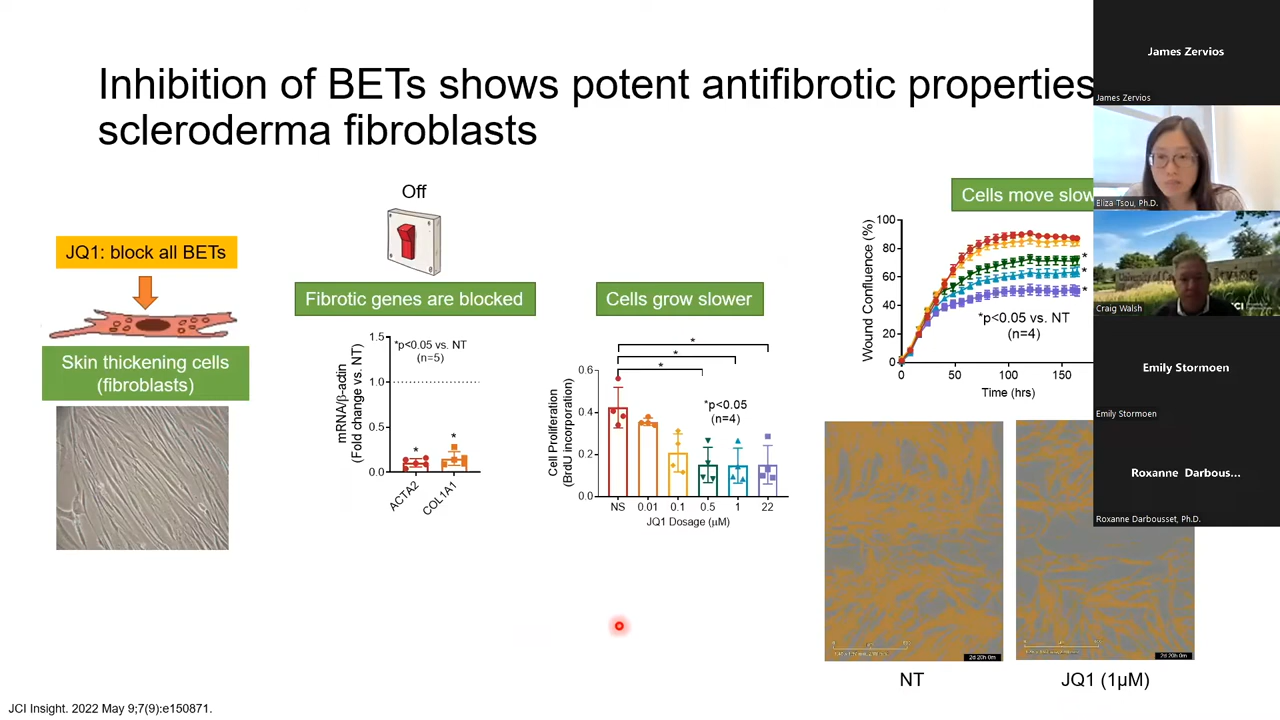 Inhibition of BETs shows potent antifibrotic properties
scleroderma fibroblasts
JQ1: block all BETs
Skin thickening cells
(fibroblasts)
Off
Fibrotic genes are blocked
mRNA/β-actin
(Fold change vs. NT)
1.5
1.0
0.5
0.0
*p<0.05 vs. NT
(n=5)
*
*
ACTA2
COL1A1
Cells grow slower
Cell Proliferation
(BrdU incorporation)
0.6
0.4
0.2
0.0
*
*
*
*p<0.05
(n=4)
NS 0.01 0.1 0.5 1 22
JQ1 Dosage (μM)
Cells move slow
Wound Confluence (%)
100
80
60
40
20
0
*
*
*
*p<0.05 vs. NT
(n=4)
0 50 100 150
Time (hrs)
2d 20h 0m
2d 20h 0m
NT
JQ1 (1μM)
JCI Insight. 2022 May 9;7(9):e150871.
James Zervios
James Zervios
Eliza Tsou, Ph.D.
Craig Walsh
Emily Stormoen
Emily Stormoen
Roxanne Darbous...
Roxanne Darbousset, Ph.D.